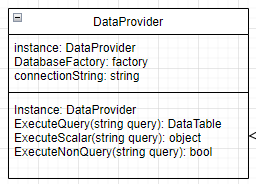 DataProvider
instance: DataProvider
DatabaseFactory: factory
connectionString: string
Instance: DataProvider
ExecuteQuery(string query): DataTable
ExecuteScalar(string query): object
ExecuteNonQuery(string query): bool